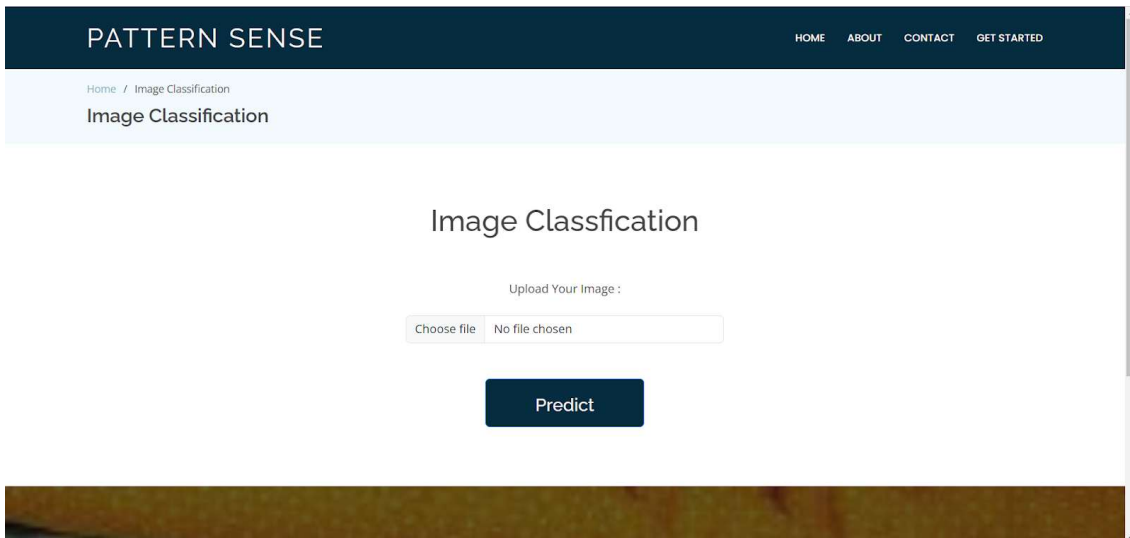 PATTERN SENSE
HOME ABOUT CONTACT GET STARTED
Home / Image Classification
Image Classification
Image Classfication
Upload Your Image :
Choose file No file chosen
Predict